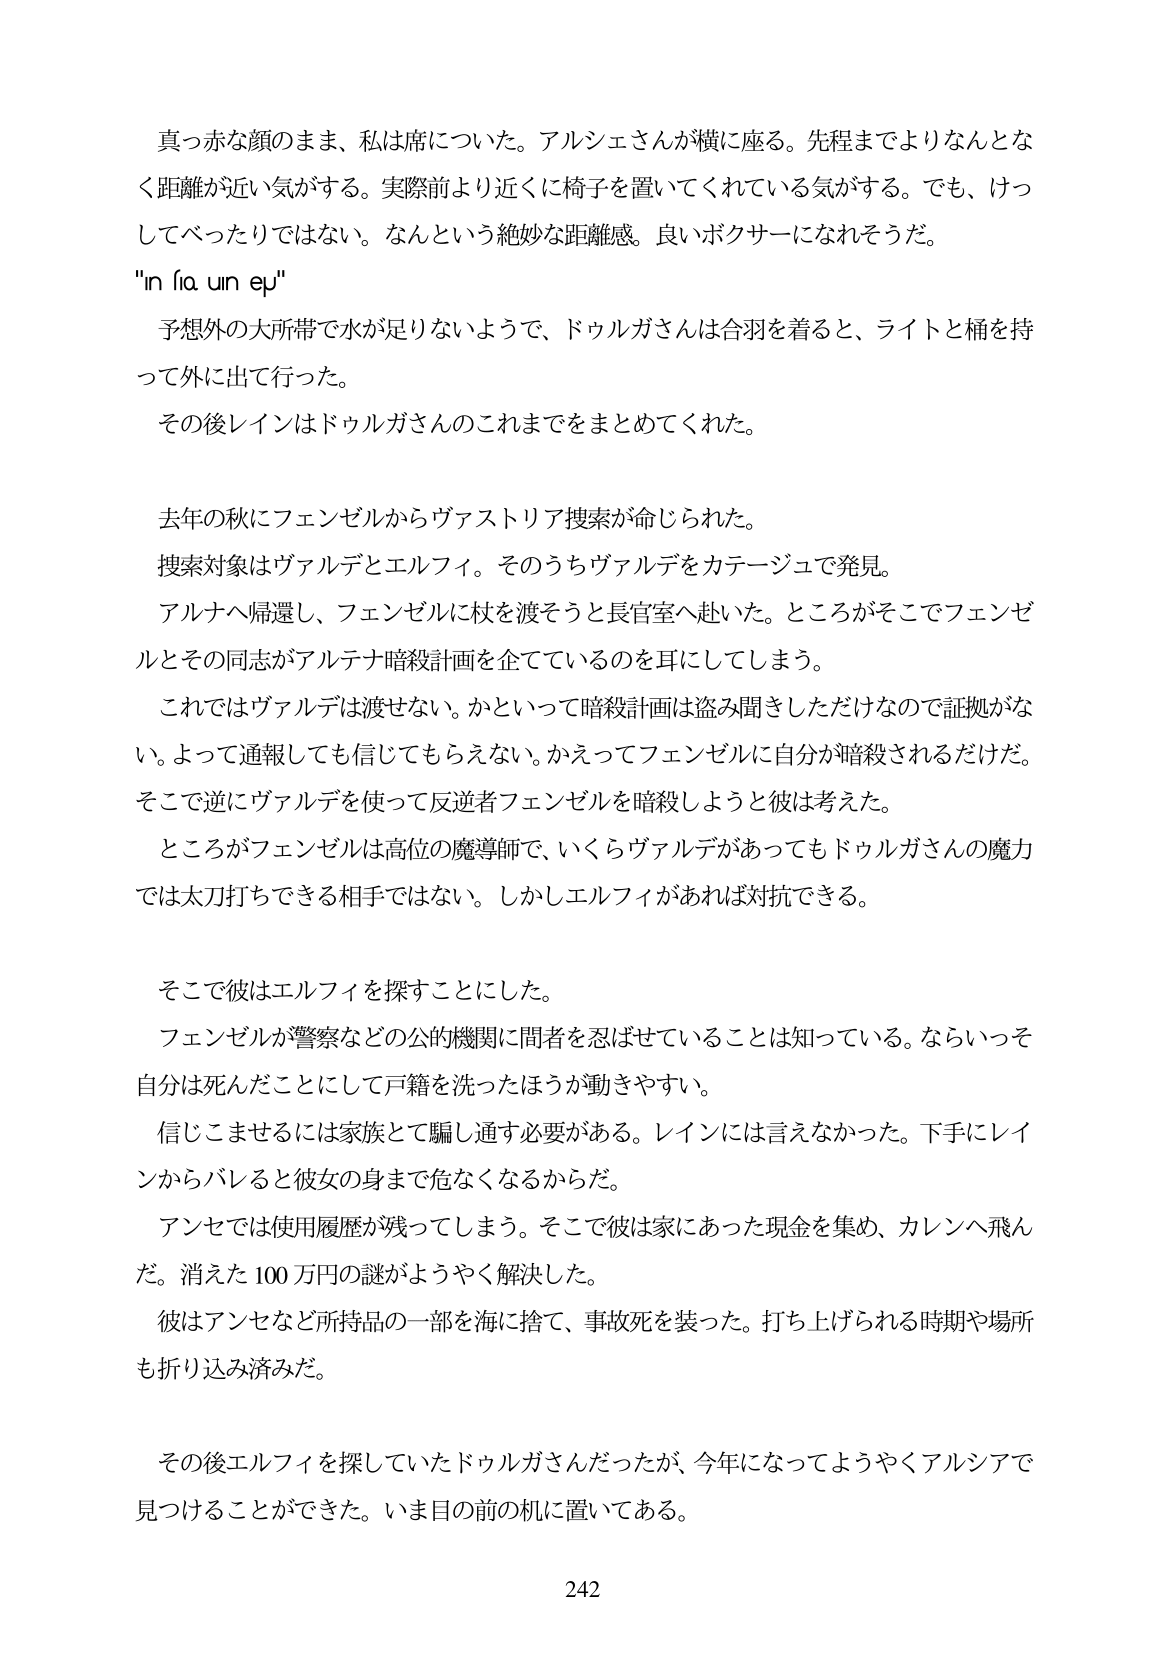 真っ赤な顔のまま、私は席についた。アルシェさんが横に座る。先程までよりなんとな
く距離が近い気がする。実際前より近くに椅子を置いてくれている気がする。でも、けっ
してべったりではない。なんという絶妙な距離感。良いボクサーになれそうだ。
予想外の大所帯で水が足りないようで、ドゥルガさんは合羽を着ると、ライトと桶を持
って外に出て行った。
その後レインはドゥルガさんのこれまでをまとめてくれた。
去年の秋にフェンゼルからヴァストリア捜索が命じられた。
捜索対象はヴァルデとエルフィ。そのうちヴァルデをカテージュで発見。
アルナへ帰還し、フェンゼルに杖を渡そうと長官室へ赴いた。ところがそこでフェンゼ
ルとその同志がアルテナ暗殺計画を企てているのを耳にしてしまう。
これではヴァルデは渡せない。かといって暗殺計画は盗み聞きしただけなので証拠がな
い。よって通報しても信じてもらえない。かえってフェンゼルに自分が暗殺されるだけだ。
そこで逆にヴァルデを使って反逆者フェンゼルを暗殺しようと彼は考えた。
ところがフェンゼルは高位の魔導師で、いくらヴァルデがあってもドゥルガさんの魔力
では太刀打ちできる相手ではない。しかしエルフィがあれば対抗できる。
そこで彼はエルフィを探すことにした。
フェンゼルが警察などの公的機関に間者を忍ばせていることは知っている。ならいっそ
自分は死んだことにして戸籍を洗ったほうが動きやすい。
信じこませるには家族とて騙し通す必要がある。レインには言えなかった。下手にレイ
ンからバレると彼女の身まで危なくなるからだ。
アンセでは使用履歴が残ってしまう。そこで彼は家にあった現金を集め、カレンへ飛ん
だ。消えた 100 万円の謎がようやく解決した。
彼はアンセなど所持品の一部を海に捨て、事故死を装った。打ち上げられる時期や場所
も折り込み済みだ。
その後エルフィを探していたドゥルガさんだったが、今年になってようやくアルシアで
見つけることができた。いま目の前の机に置いてある。
242